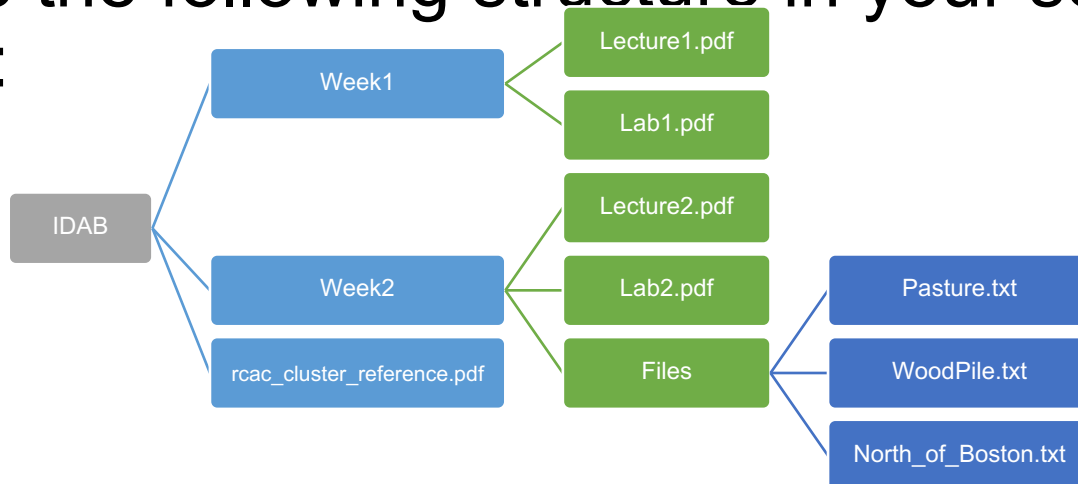 the following structure in your
:
Lecture1.pdf
Week1
Lab1.pdf
Lecture2.pdf
IDAB
Week2
Lab2.pdf
Pasture.txt
rcac_cluster_reference.pdf
Files
WoodPile.txt
North_of_Boston.txt